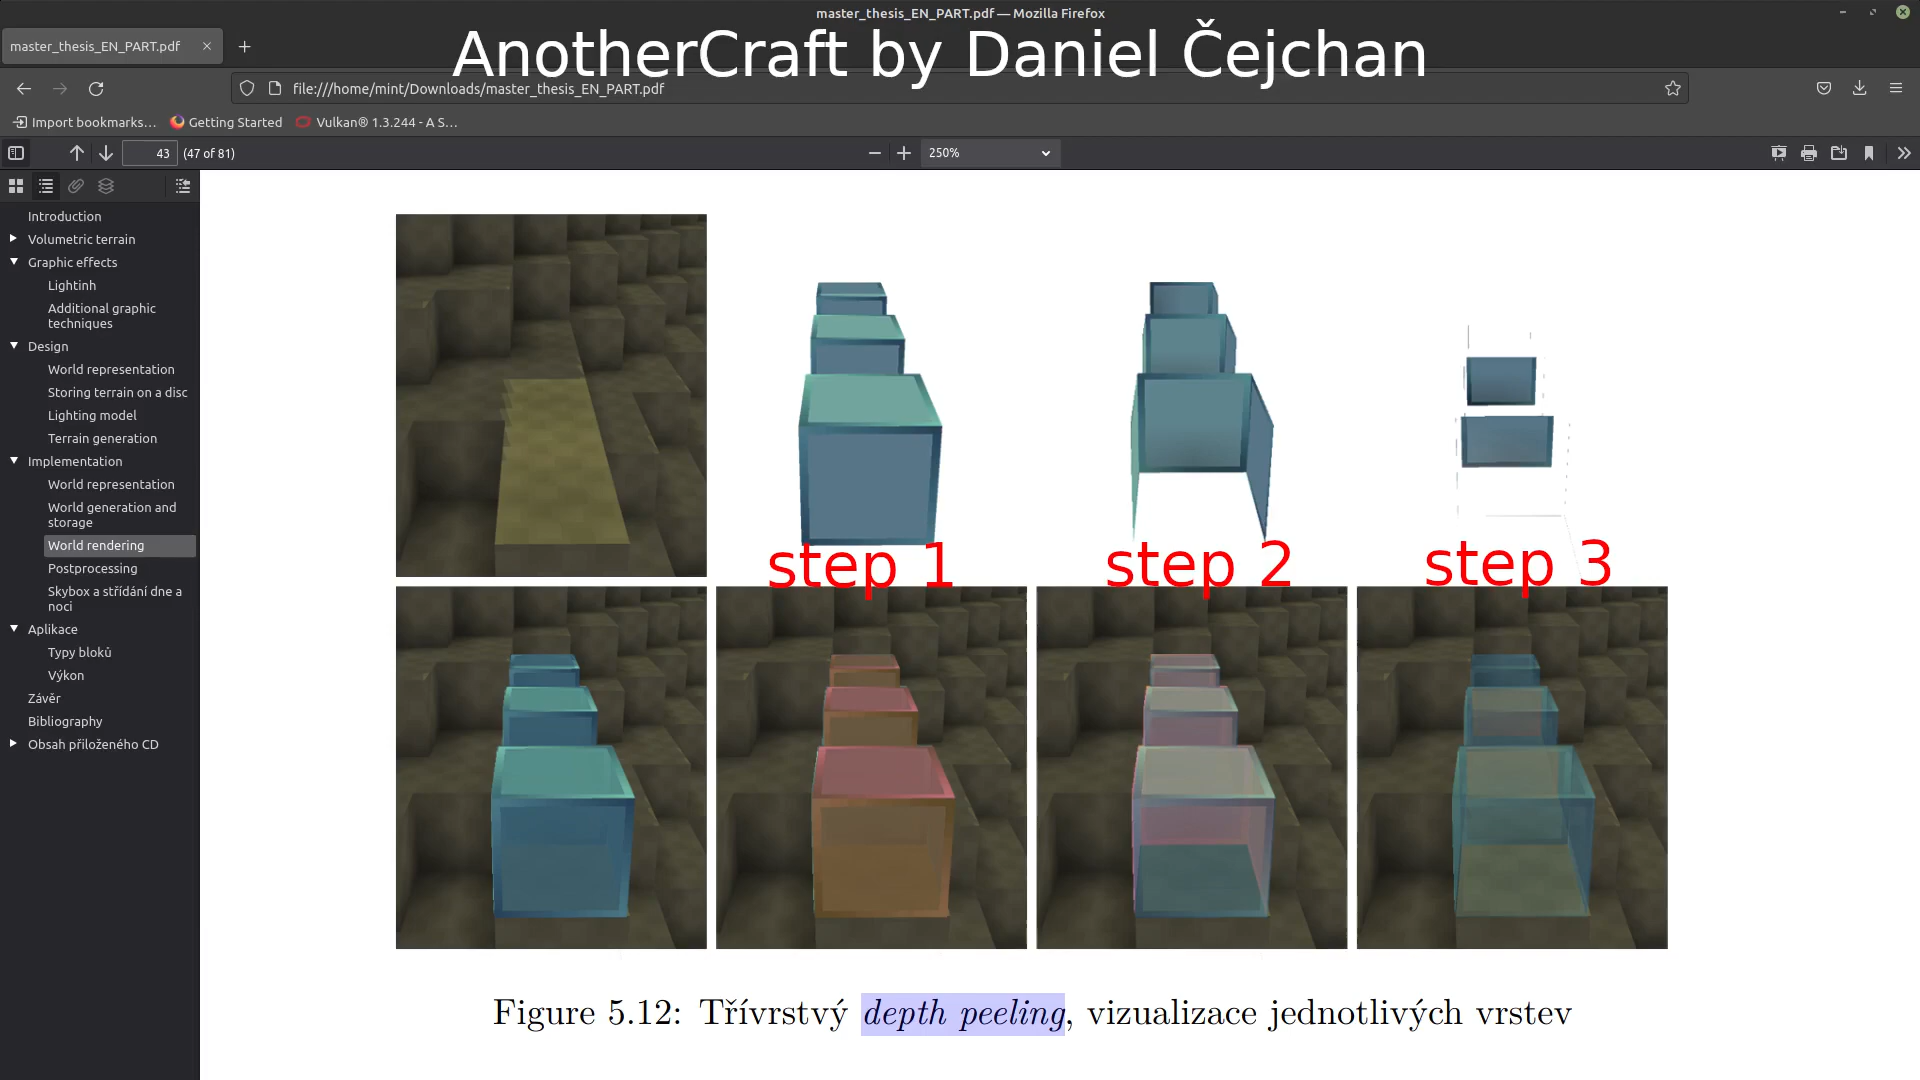 master_thesis_EN_PART.pdf — Mozilla Firefox
master_thesis_EN_PART.pdf
AnotherCraft by Daniel Čejchan
file:///home/mint/Downloads/master_thesis_EN_PART.pdf
Import bookmarks… Getting Started Vulkan® 1.3.244 - A S…
43 (47 of 81) 250%
Introduction
Volumetric terrain
Graphic effects
Lightinh
Additional graphic
techniques
Design
World representation
Storing terrain on a disc
Lighting model
Terrain generation
Implementation
World representation
World generation and
storage
World rendering
Postprocessing
Skybox a střídání dne a
noci
Aplikace
Typy bloků
Výkon
Závěr
Bibliography
Obsah přiloženého CD
step 1 step 2 step 3
Figure 5.12: Třívrstvý depth peeling, vizualizace jednotlivých vrstev